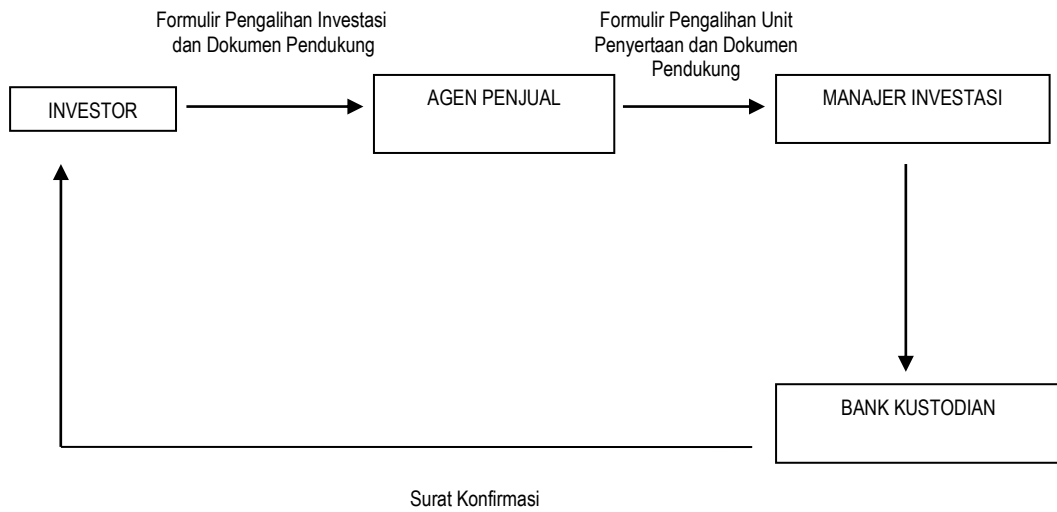 Formulir Pengalihan Investasi
dan Dokumen Pendukung
Formulir Pengalihan Unit
Penyertaan dan Dokumen
Pendukung
INVESTOR
AGEN PENJUAL
MANAJER INVESTASI
BANK KUSTODIAN
Surat Konfirmasi